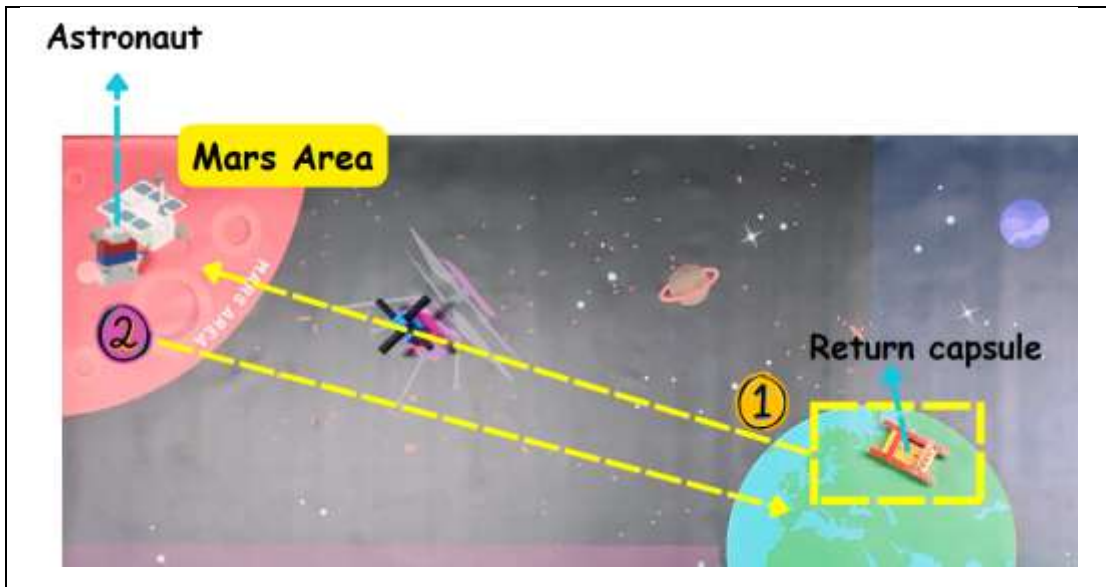 Astronaut
Mars Area
MARS AREA
2
1
Return capsule